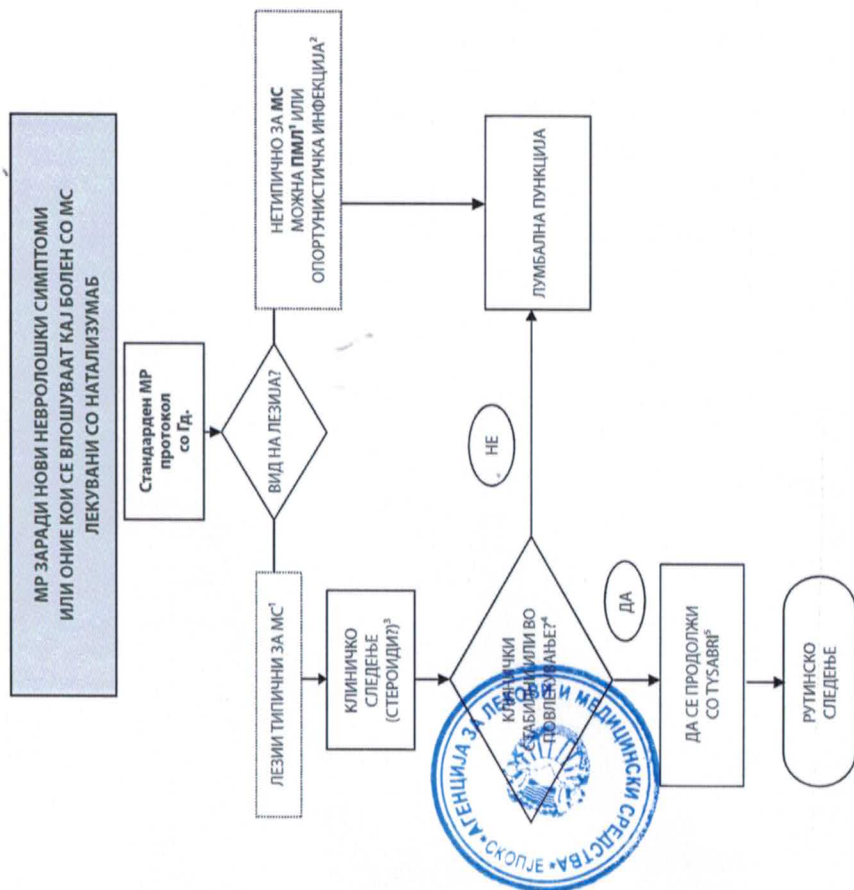 МР ЗАРАДИ НОВИ НЕВРОЛОШКИ СИМПТОМИ
ИЛИ ОНИЕ КОИ СЕ ВЛОШУВААТ КАЈ БОЛЕН СО МС
ЛЕКУВАНИ СО НАТАЛИЗУМАБ
Стандарден МР
протокол
со Гд.
ВИД НА ЛЕЗИЈА?
ЛЕЗИИ ТИПИЧНИ ЗА МС¹
НЕТИПИЧНО ЗА МС
МОЖНА ПМЛ¹ ИЛИ
ОПОРТУНИСТИЧКА ИНФЕКЦИЈА²
КЛИНИЧКО
СЛЕДЕЊЕ
(СТЕРОИДИ?)³
КЛИНИЧКИ
СТАБИЛНИ ИЛИ ВО
ПОВЛЕКУВАЊЕ?⁴
НЕ
ЛУМБАЛНА ПУНКЦИЈА
ДА
ДА СЕ ПРОДОЛЖИ
СО TYSABRI⁵
РУТИНСКО
СЛЕДЕЊЕ
АГЕНЦИЈА ЗА ЛЕКОВИ И МЕДИЦИНСКИ СРЕДСТВА
СКОПЈЕ